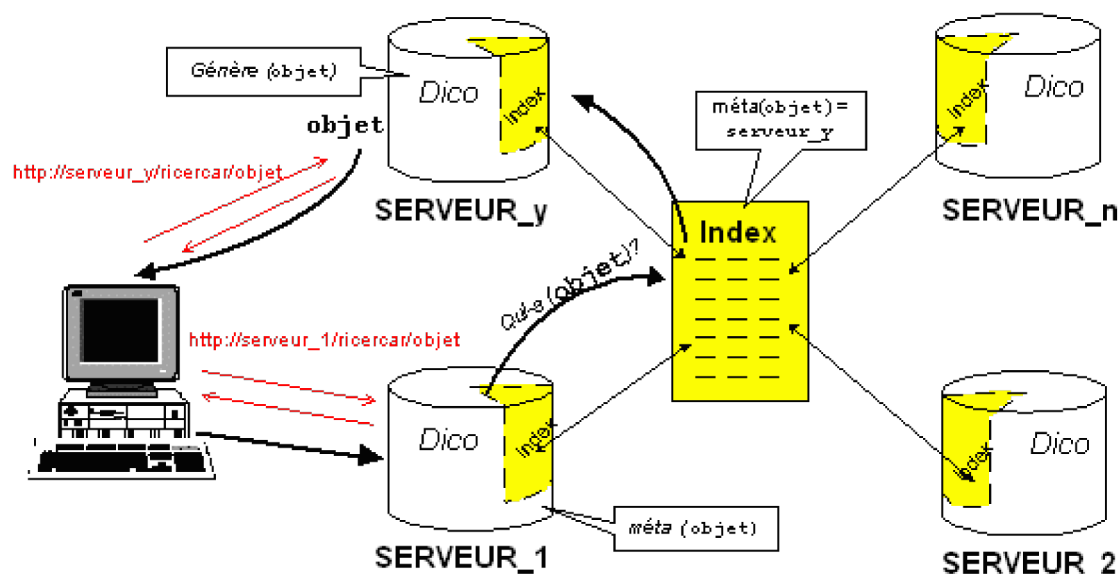 Génère (objet)
Dico
Index
objet
http://serveur_y/ricercar/objet
SERVEUR_y
méta(objet) =
serveur_y
Index
Dico
SERVEUR_n
Index
Qui-a (objet)?
http://serveur_1/ricercar/objet
Dico
Index
méta (objet)
SERVEUR_1
Index
Dico
SERVEUR_2